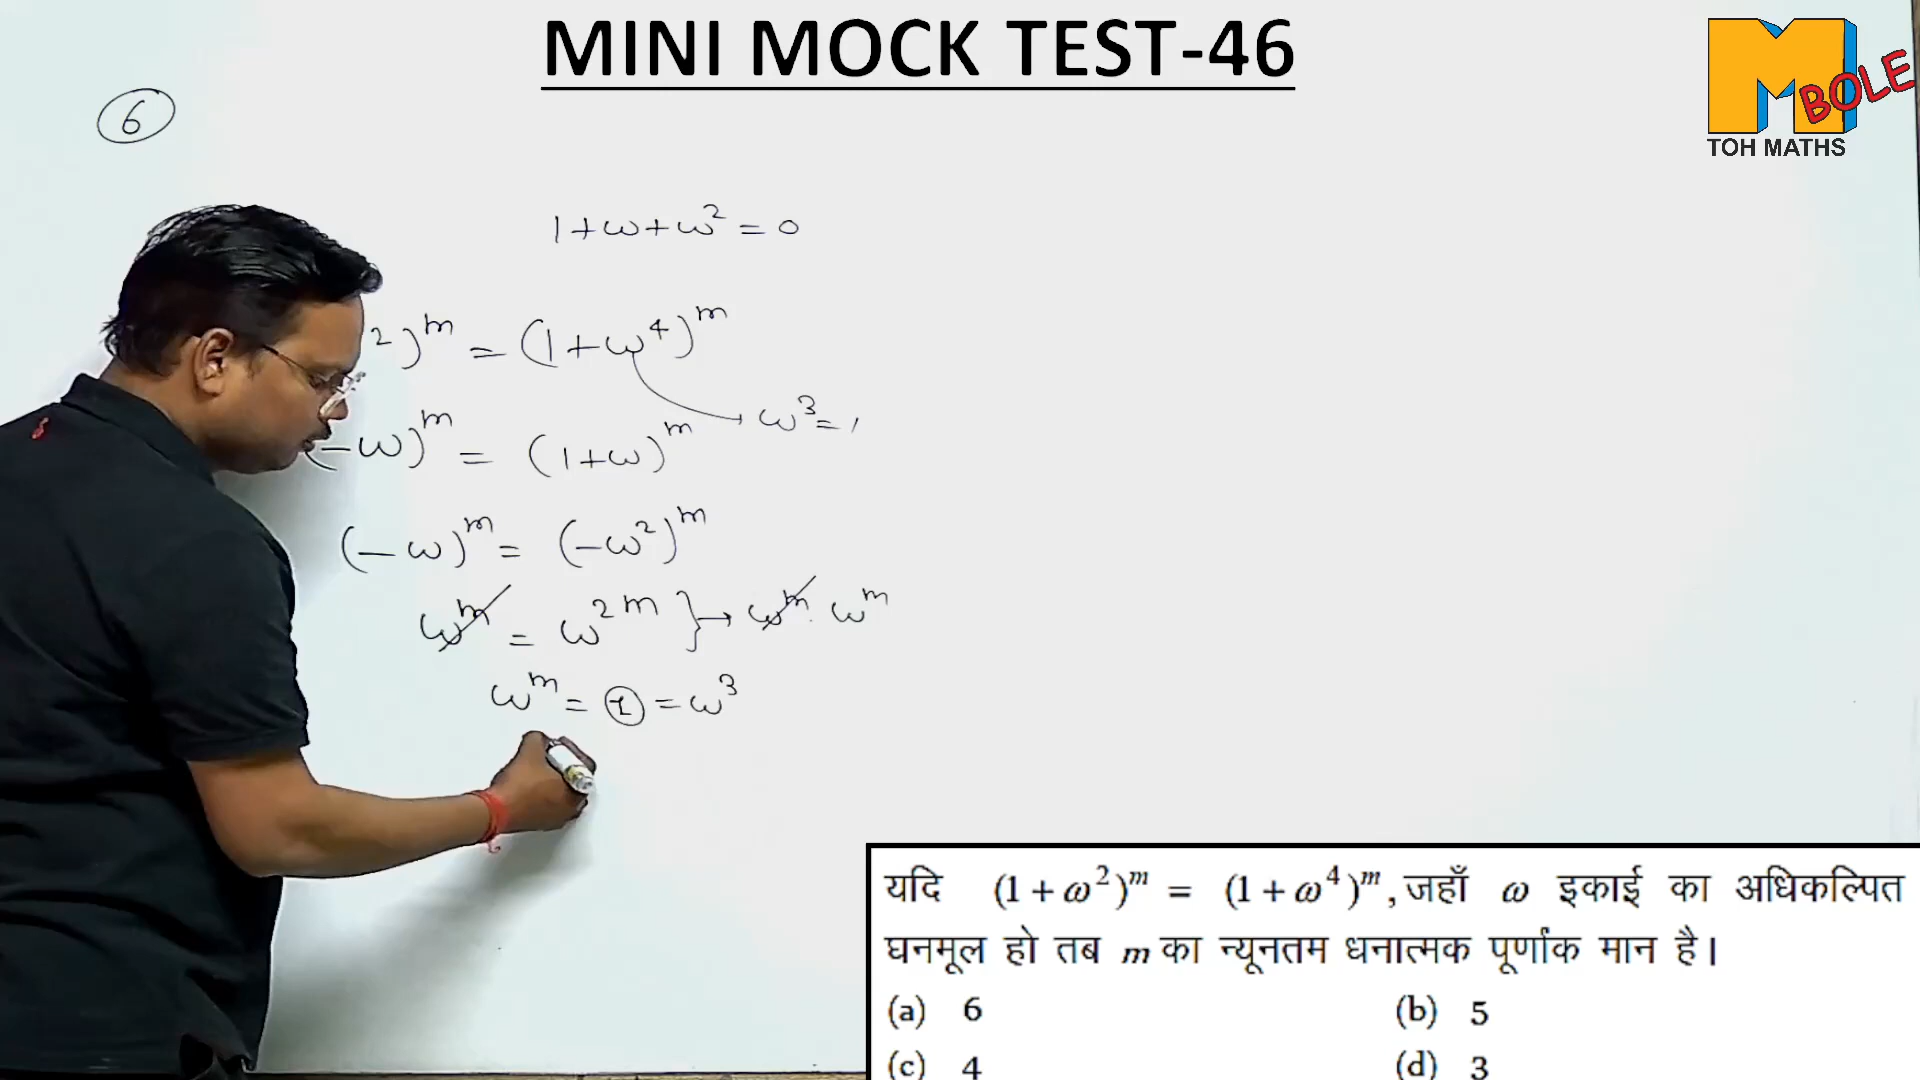 MINI MOCK TEST-46
M BOLE
TOH MATHS
6
1+ω+ω²=0
²)ᵐ = (1+ω⁴)ᵐ
→ ω³=1
(-ω)ᵐ = (1+ω)ᵐ
(-ω)ᵐ = (-ω²)ᵐ
ωᵐ = ω²ᵐ } → ωᵐ . ωᵐ
ωᵐ = 1 = ω³
यदि (1+ω²)ᵐ = (1+ω⁴)ᵐ, जहाँ ω इकाई का अधिकल्पित
घनमूल हो तब m का न्यूनतम धनात्मक पूर्णांक मान है।
(a) 6 (b) 5
(c) 4 (d) 3